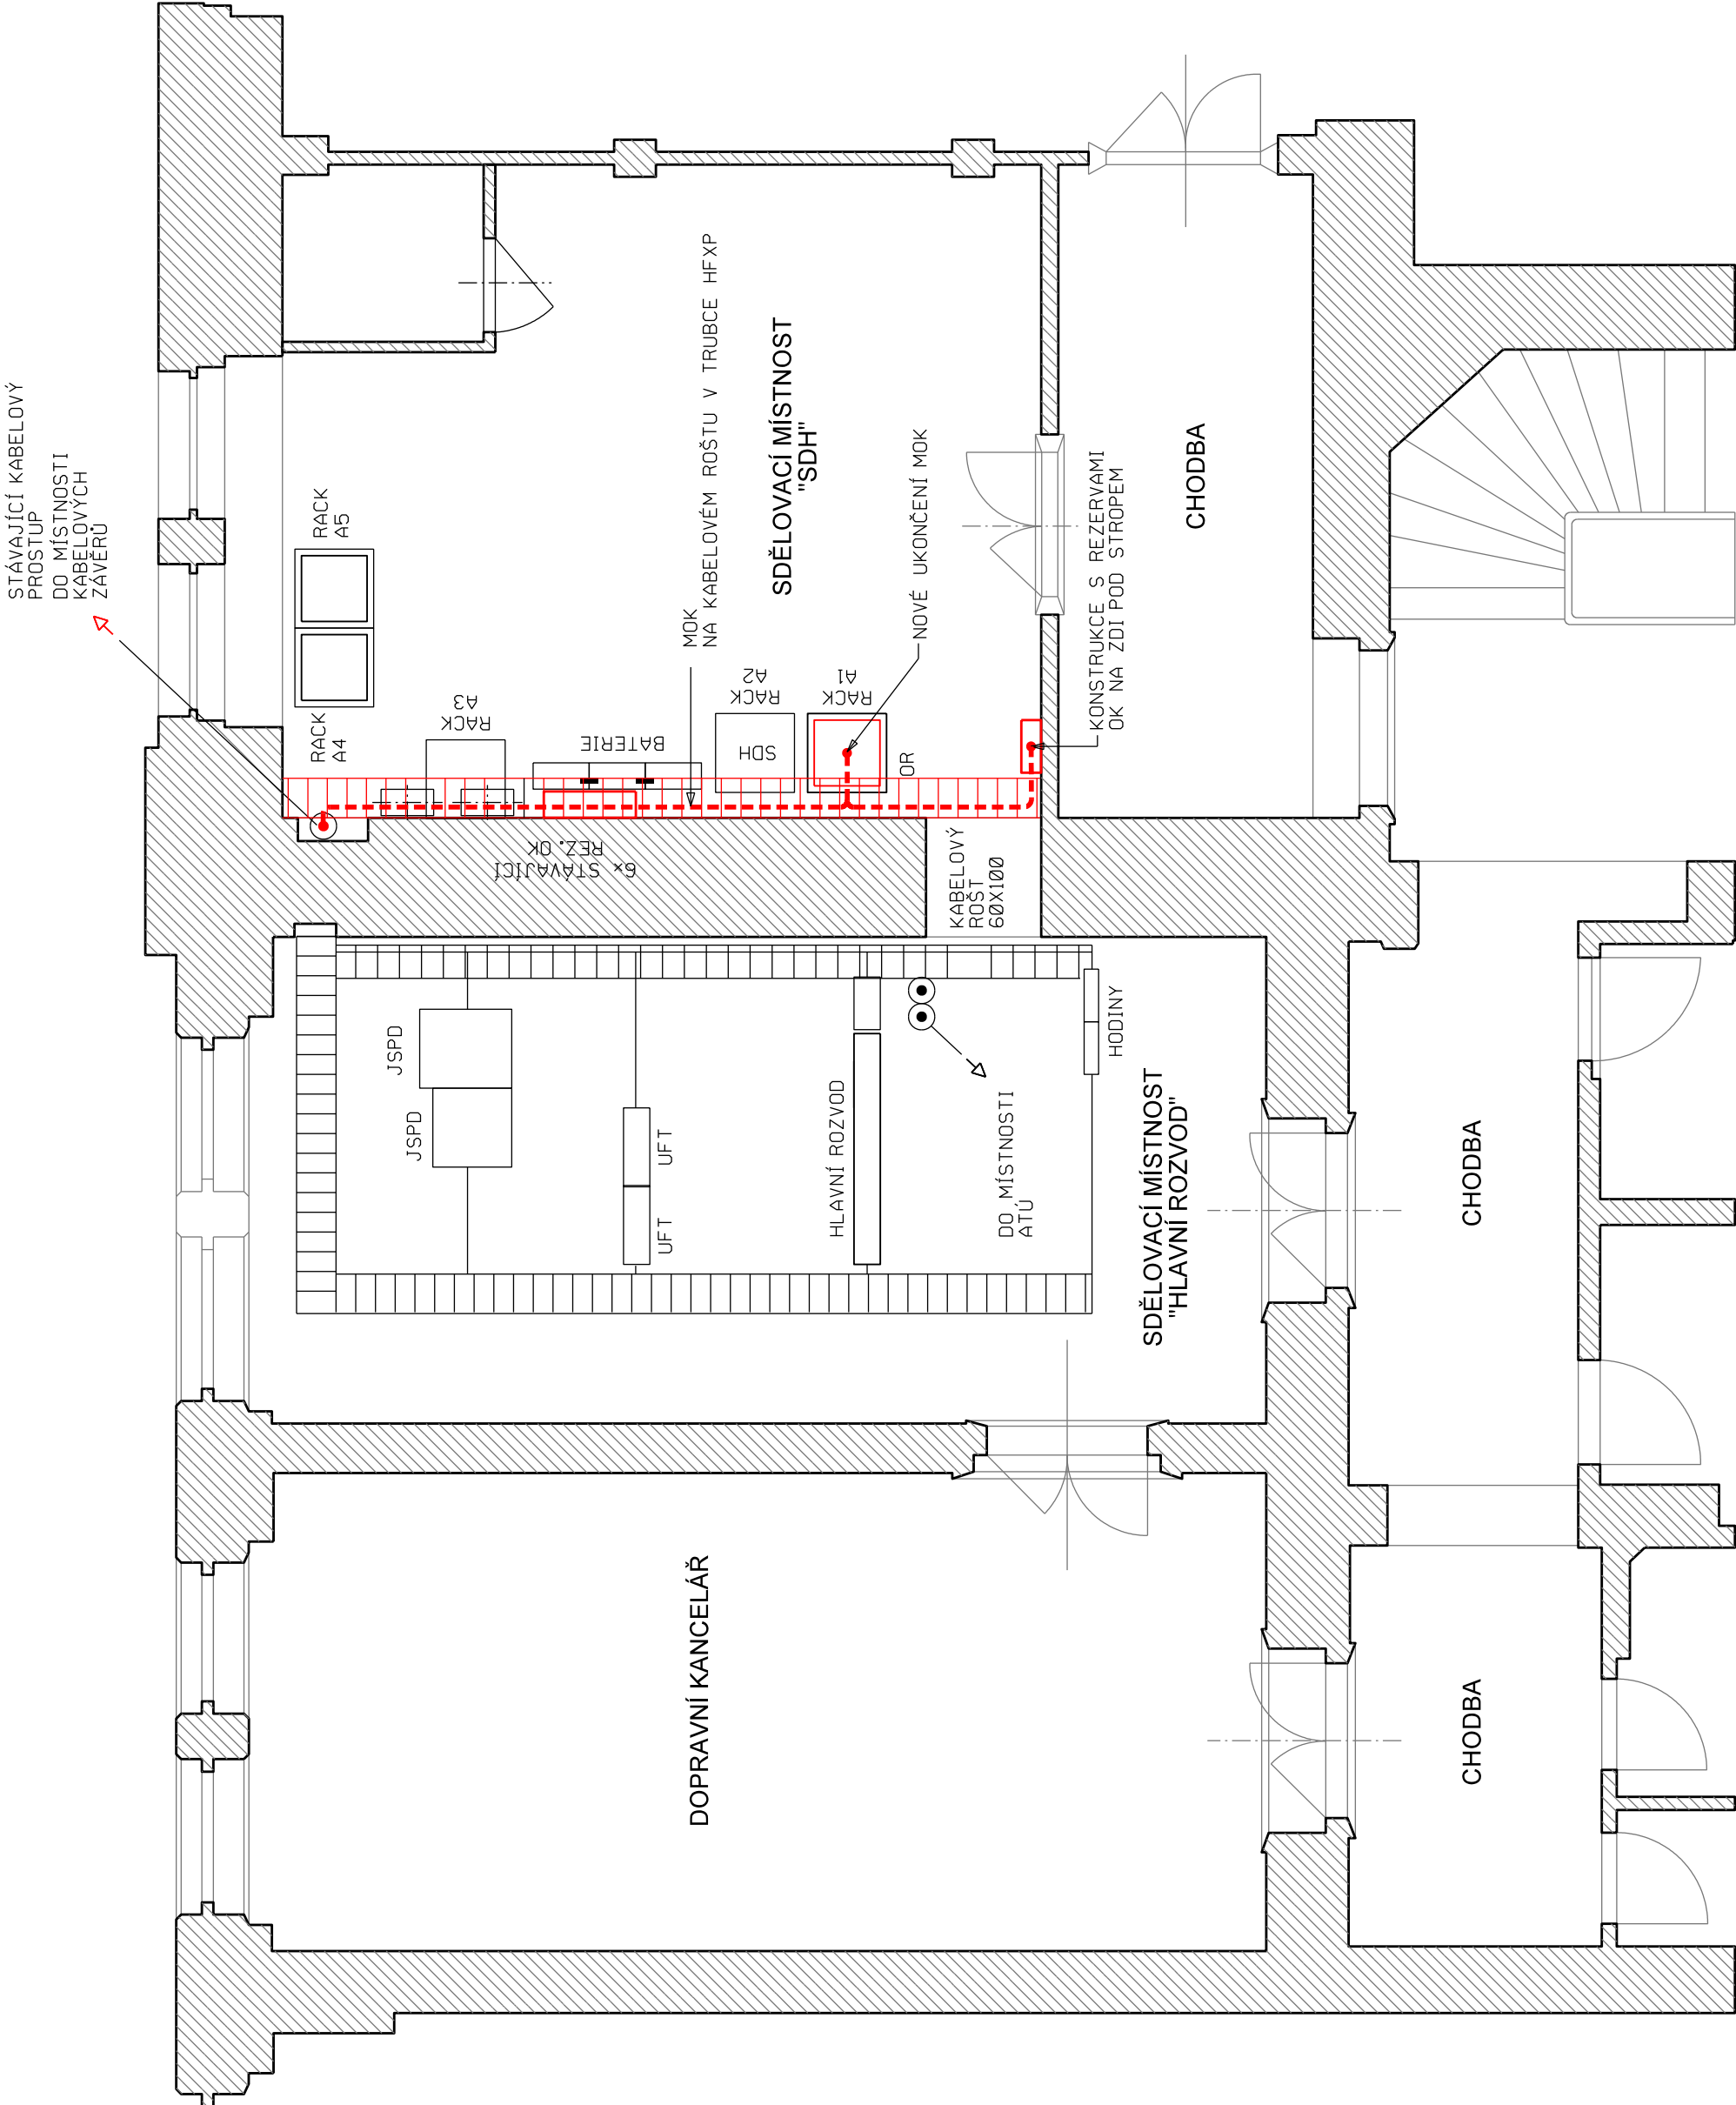 STÁVAJÍCÍ KABELOVÝ
PROSTUP
DO MÍSTNOSTI
KABELOVÝCH
ZÁVĚRŮ
RACK
A5
RACK
A4
RACK
A3
BATERIE
MOK
NA KABELOVÉM ROŠTU V TRUBCE HFXP
SDĚLOVACÍ MÍSTNOST
"SDH"
RACK
A2
SDH
RACK
A1
OR
NOVÉ UKONČENÍ MOK
KONSTRUKCE S REZERVAMI
OK NA ZDI POD STROPEM
CHODBA
6x STÁVAJÍCÍ
REZ. OK
KABELOVÝ
ROŠT
60X100
JSPD
JSPD
UFT
UFT
HLAVNÍ ROZVOD
DO MÍSTNOSTI
ATÚ
HODINY
SDĚLOVACÍ MÍSTNOST
"HLAVNÍ ROZVOD"
CHODBA
DOPRAVNÍ KANCELÁŘ
CHODBA